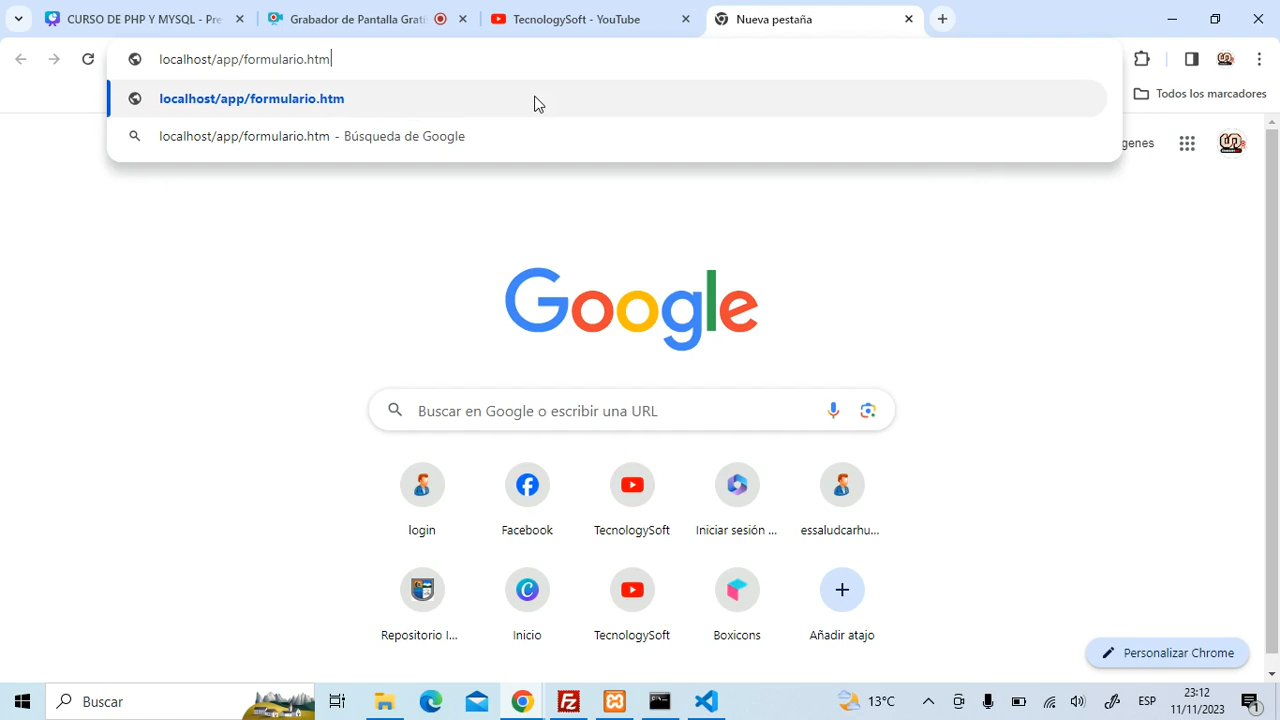 CURSO DE PHP Y MYSQL - Pre
Grabador de Pantalla Grati
TecnologySoft - YouTube
Nueva pestaña
localhost/app/formulario.htm
localhost/app/formulario.htm
localhost/app/formulario.htm - Búsqueda de Google
Todos los marcadores
genes
Google
Buscar en Google o escribir una URL
login
Facebook
TecnologySoft
Iniciar sesión ...
essaludcarhu...
Repositorio I...
Inicio
TecnologySoft
Boxicons
Añadir atajo
Personalizar Chrome
Buscar
13°C
ESP
23:12
11/11/2023
1